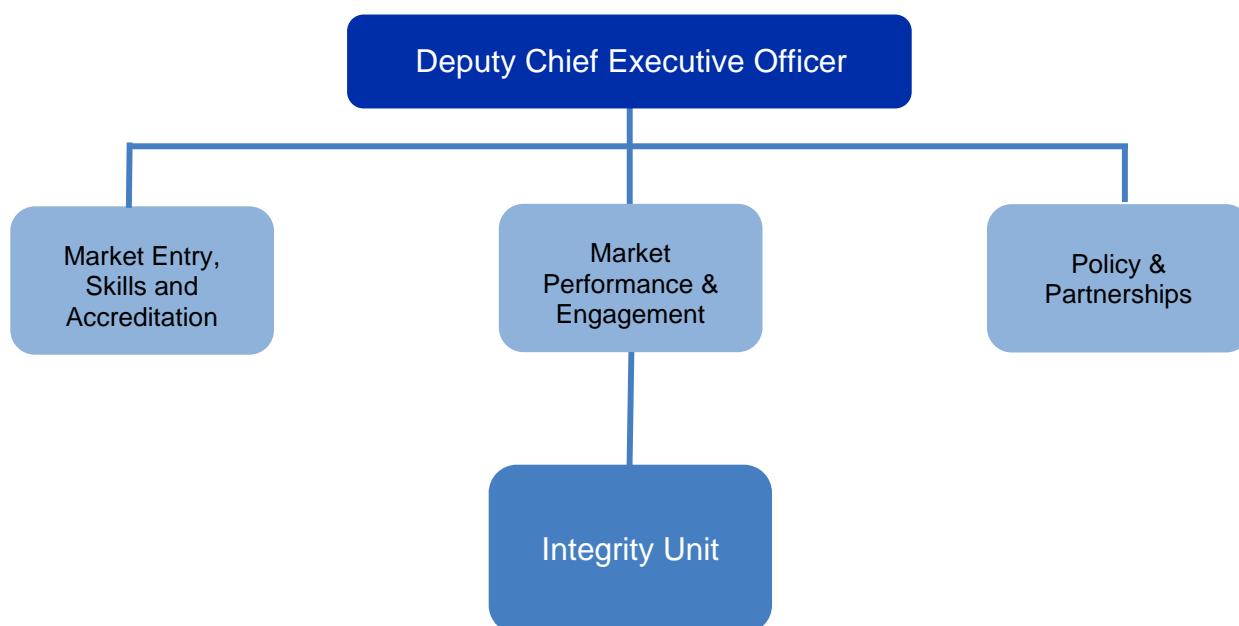 Deputy Chief Executive Officer
Market Entry,
Skills and
Accreditation
Market
Performance &
Engagement
Policy &
Partnerships
Integrity Unit